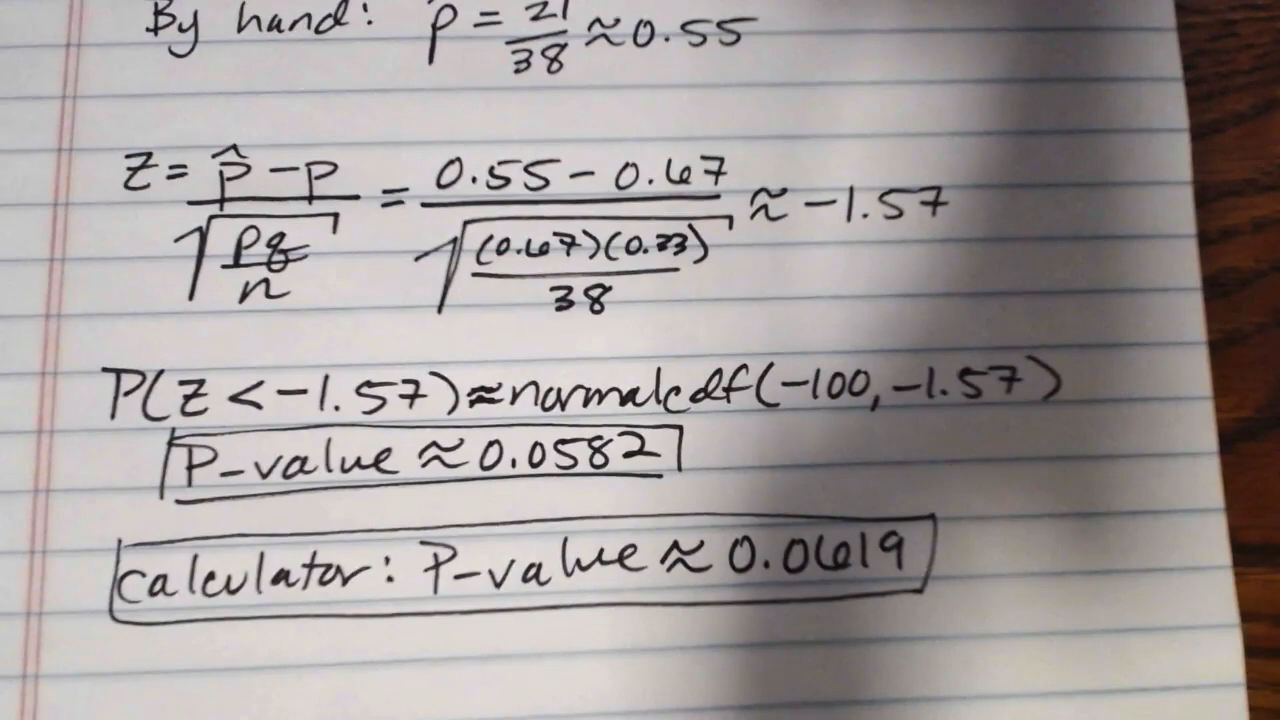 By hand: p = 21/38 ≈ 0.55
z = (p̂ - p)/√(pq/n) = (0.55 - 0.67)/√((0.67)(0.33)/38) ≈ -1.57
P(z < -1.57) ≈ normalcdf(-100, -1.57)
P-value ≈ 0.0582
calculator: P-value ≈ 0.0619